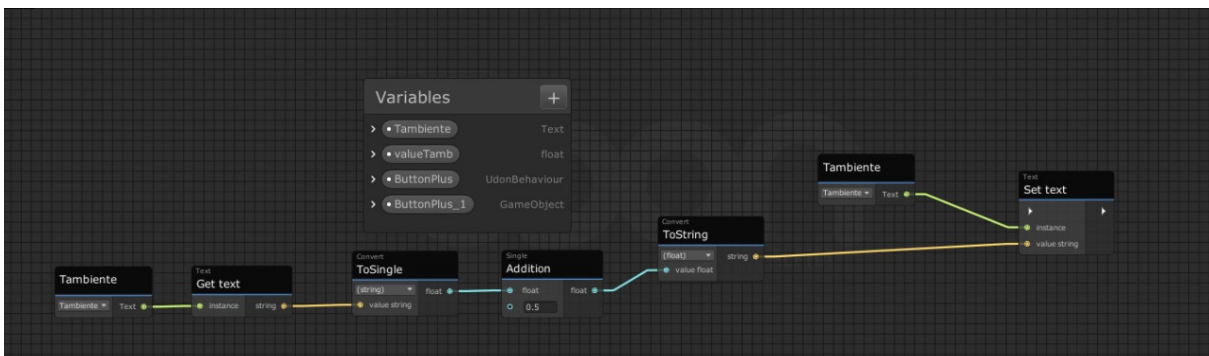 Variables +
Tambiente Text
valueTamb float
ButtonPlus UdonBehaviour
ButtonPlus_1 GameObject
Tambiente
Tambiente Text
Text
Get text
instance string
Convert
ToSingle
(string) float
value string
Single
Addition
float float
0.5
Convert
ToString
(float) string
value float
Tambiente
Tambiente Text
Text
Set text
instance
value string